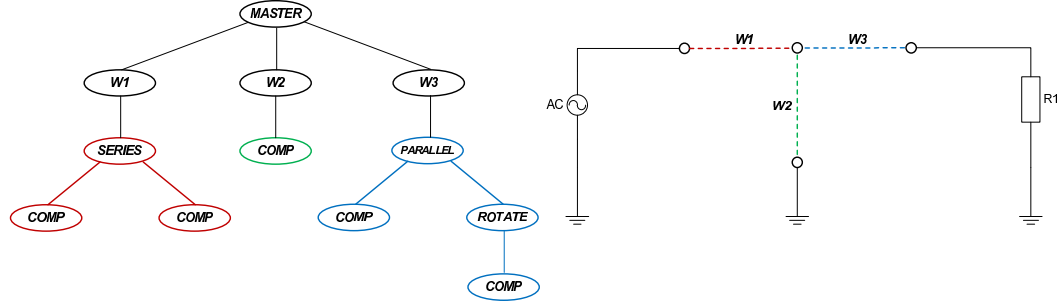 MASTER
W1
W2
W3
SERIES
COMP
PARALLEL
COMP
COMP
COMP
ROTATE
COMP
W1
W3
AC
W2
R1